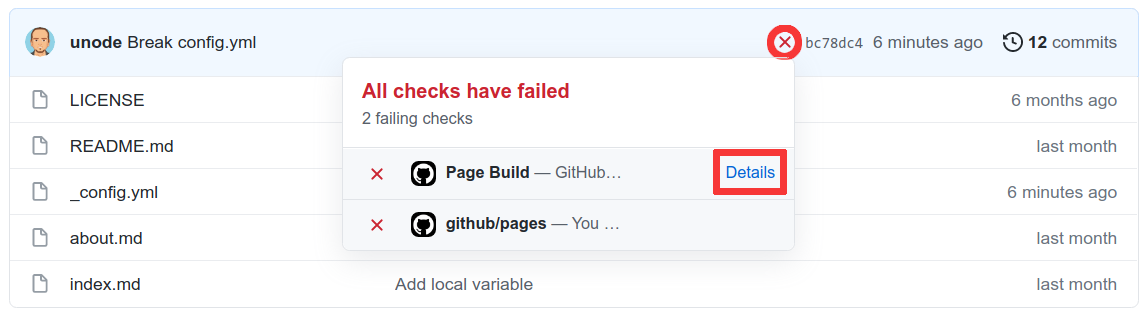 unode Break config.yml bc78dc4 6 minutes ago 12 commits
All checks have failed
2 failing checks
Page Build — GitHub… Details
github/pages — You …
LICENSE 6 months ago
README.md last month
_config.yml 6 minutes ago
about.md last month
index.md Add local variable last month